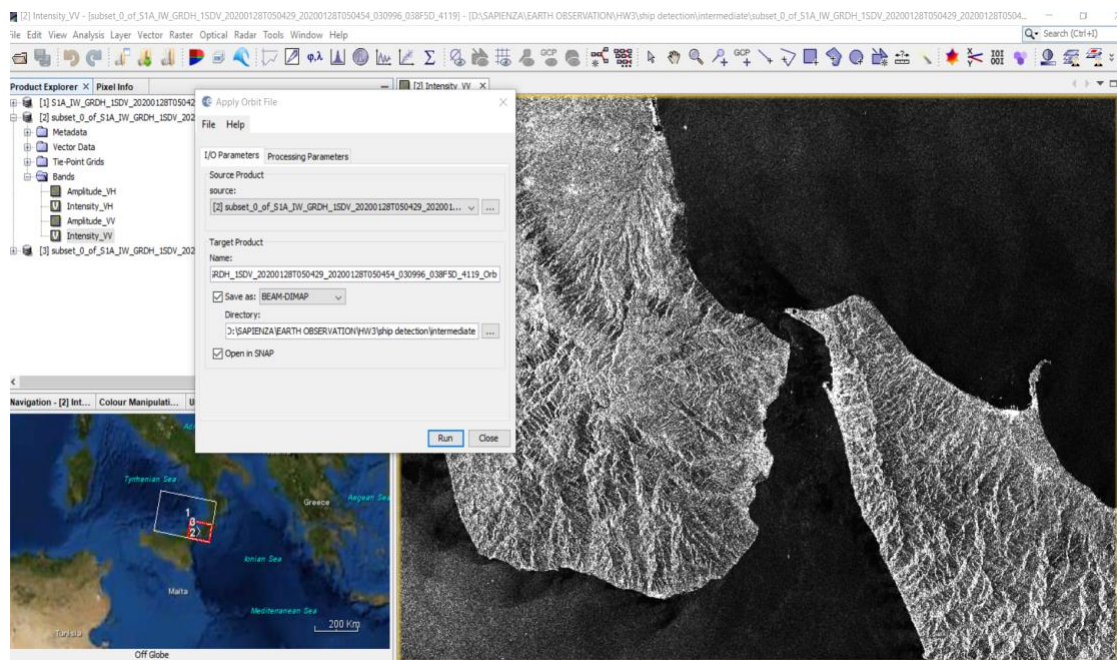 [2] Intensity_VV - [subset_0_of_S1A_IW_GRDH_1SDV_20200128T050429_20200128T050454_030996_038F5D_4119] - [D:\SAPIENZA\EARTH OBSERVATION\HW3\ship detection\intermediate\subset_0_of_S1A_IW_GRDH_1SDV_20200128T050429_20200128T0504...
File Edit View Analysis Layer Vector Raster Optical Radar Tools Window Help
Search (Ctrl+I)
Product Explorer Pixel Info
[2] Intensity_VV
[1] S1A_IW_GRDH_1SDV_20200128T05042
[2] subset_0_of_S1A_IW_GRDH_1SDV_202
Metadata
Vector Data
Tie-Point Grids
Bands
Amplitude_VH
Intensity_VH
Amplitude_VV
Intensity_VV
[3] subset_0_of_S1A_IW_GRDH_1SDV_202
Apply Orbit File
File Help
I/O Parameters Processing Parameters
Source Product
source:
[2] subset_0_of_S1A_IW_GRDH_1SDV_20200128T050429_202001... ...
Target Product
Name:
GRDH_1SDV_20200128T050429_20200128T050454_030996_038F5D_4119_Orb
Save as: BEAM-DIMAP
Directory:
D:\SAPIENZA\EARTH OBSERVATION\HW3\ship detection\intermediate ...
Open in SNAP
Run Close
Navigation - [2] Int... Colour Manipulati... U
Tyrrhenian Sea
Greece
Aegean Sea
1
2
Ionian Sea
Malta
Mediterranean Sea
200 Km
Tunisia
Off Globe